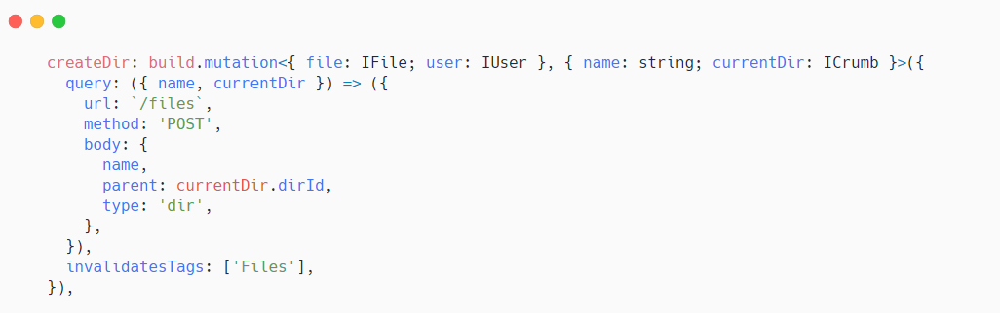 createDir: build.mutation<{ file: IFile; user: IUser }, { name: string; currentDir: ICrumb }>({
  query: ({ name, currentDir }) => ({
    url: `/files`,
    method: 'POST',
    body: {
      name,
      parent: currentDir.dirId,
      type: 'dir',
    },
  }),
  invalidatesTags: ['Files'],
}),